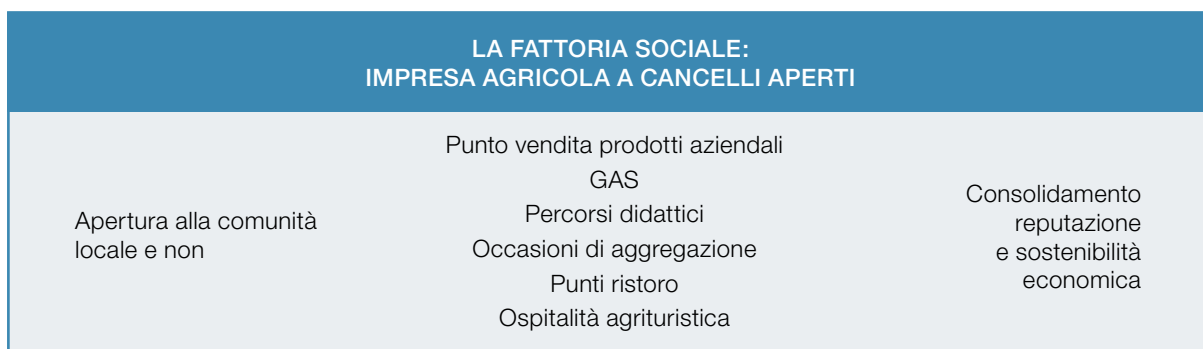 LA FATTORIA SOCIALE:
IMPRESA AGRICOLA A CANCELLI APERTI
Apertura alla comunità
locale e non
Punto vendita prodotti aziendali
GAS
Percorsi didattici
Occasioni di aggregazione
Punti ristoro
Ospitalità agrituristica
Consolidamento
reputazione
e sostenibilità
economica